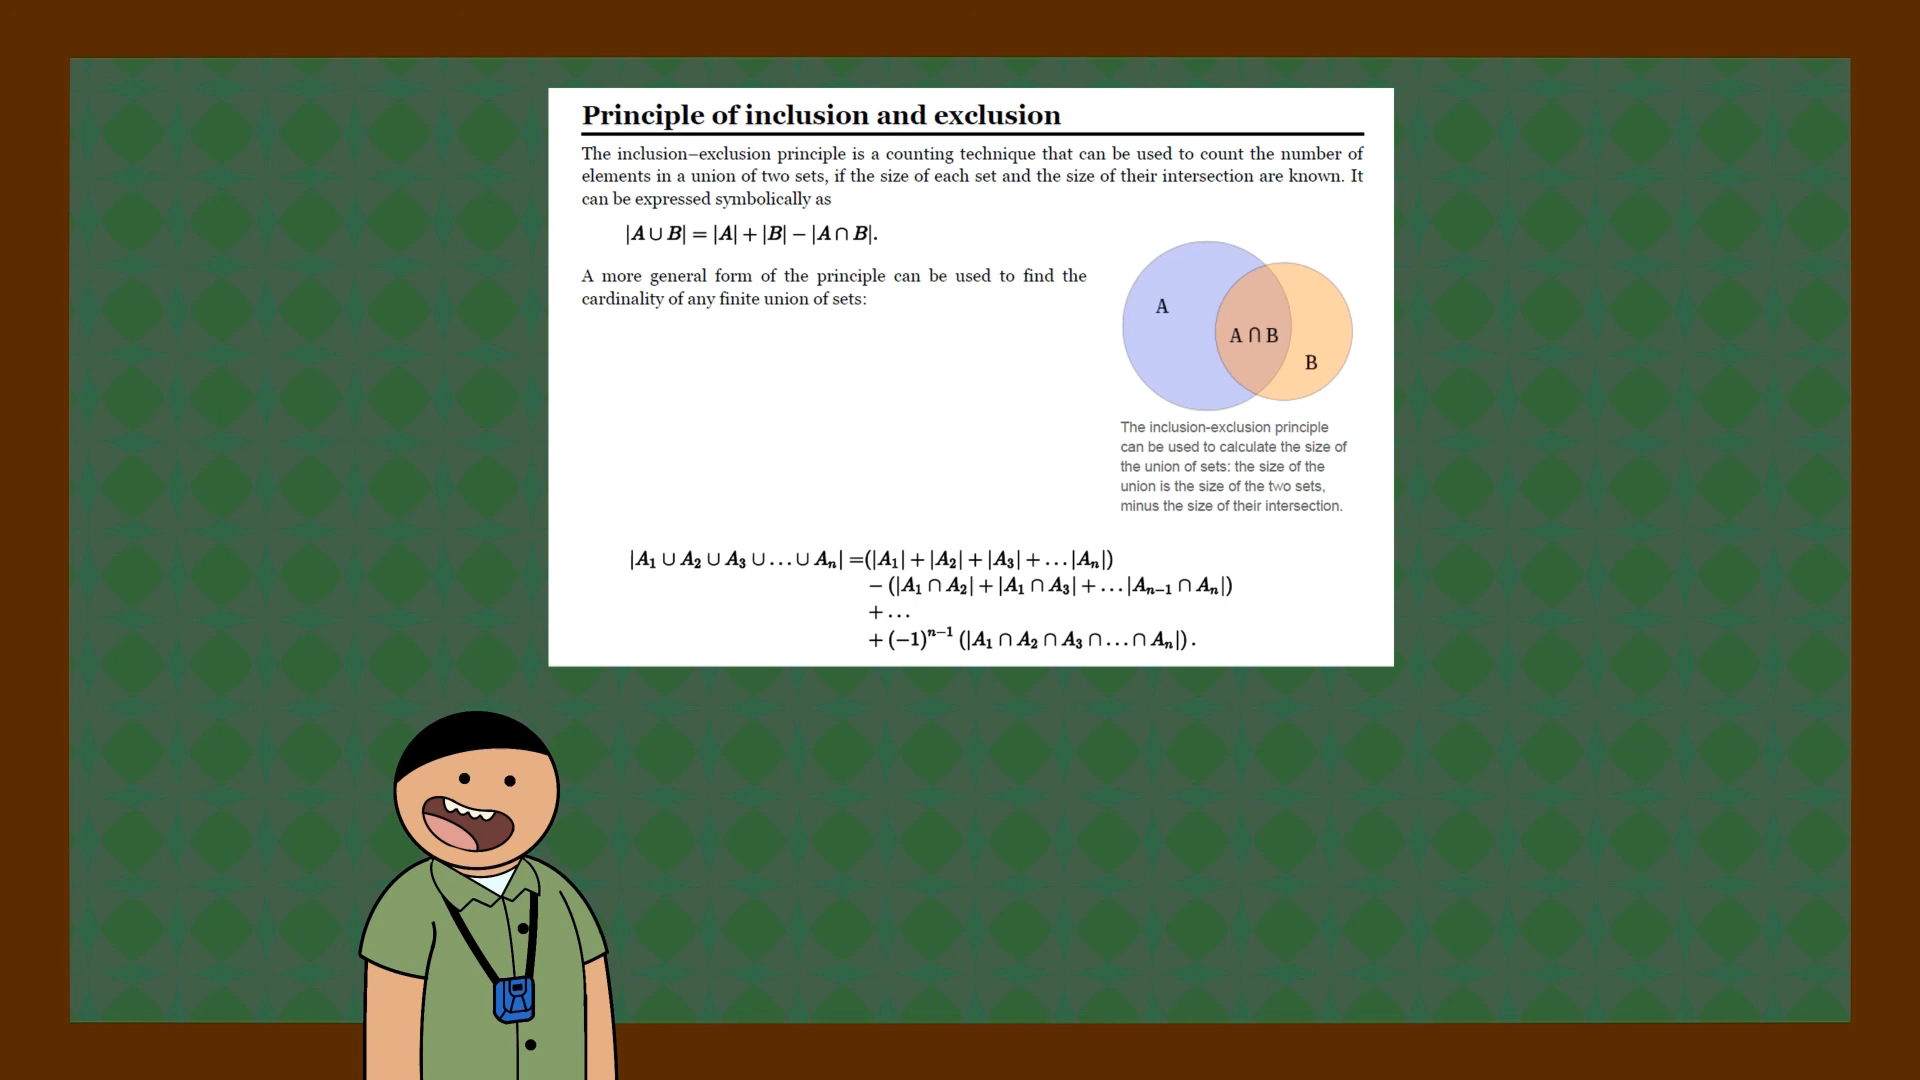 Principle of inclusion and exclusion
The inclusion–exclusion principle is a counting technique that can be used to count the number of
elements in a union of two sets, if the size of each set and the size of their intersection are known. It
can be expressed symbolically as
|A ∪ B| = |A| + |B| − |A ∩ B|.
A more general form of the principle can be used to find the
cardinality of any finite union of sets:
A
A ∩ B
B
The inclusion-exclusion principle
can be used to calculate the size of
the union of sets: the size of the
union is the size of the two sets,
minus the size of their intersection.
|A₁ ∪ A₂ ∪ A₃ ∪ … ∪ Aₙ| =(|A₁| + |A₂| + |A₃| + … |Aₙ|)
− (|A₁ ∩ A₂| + |A₁ ∩ A₃| + … |Aₙ₋₁ ∩ Aₙ|)
+ …
+ (−1)ⁿ⁻¹ (|A₁ ∩ A₂ ∩ A₃ ∩ … ∩ Aₙ|) .